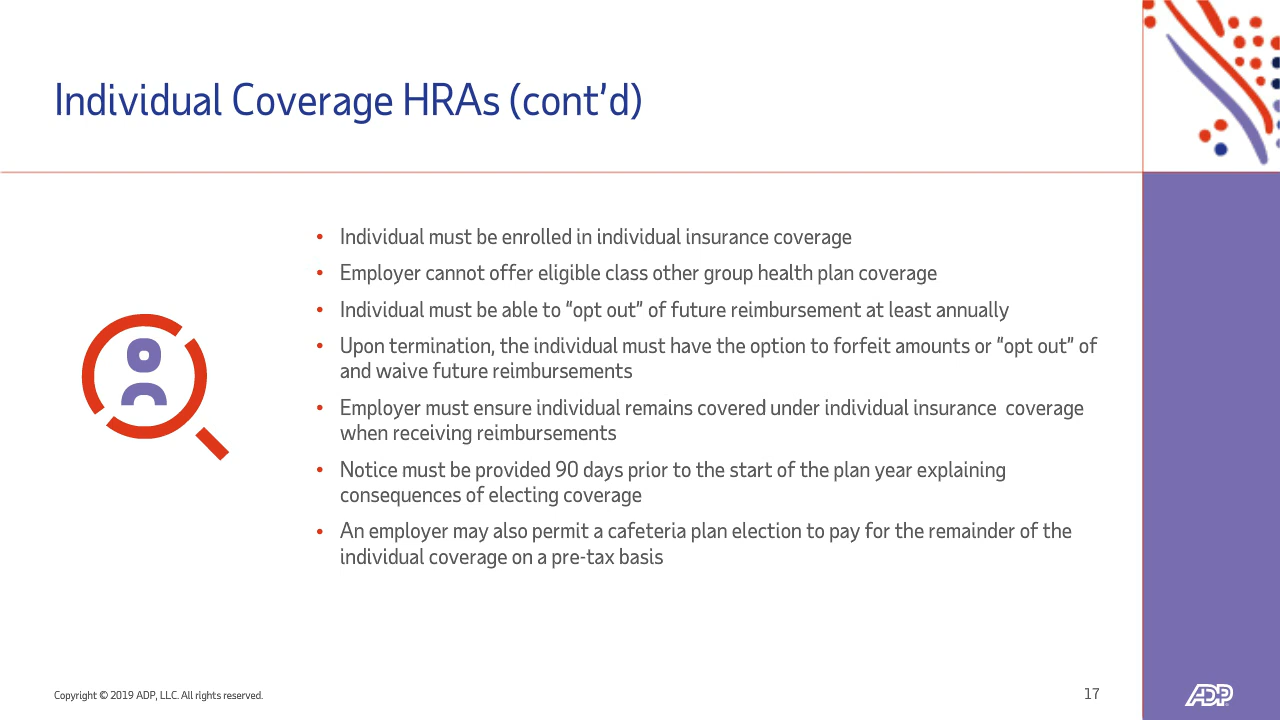 Individual Coverage HRAs (cont'd)
• Individual must be enrolled in individual insurance coverage
• Employer cannot offer eligible class other group health plan coverage
• Individual must be able to “opt out” of future reimbursement at least annually
• Upon termination, the individual must have the option to forfeit amounts or “opt out” of
and waive future reimbursements
• Employer must ensure individual remains covered under individual insurance  coverage
when receiving reimbursements
• Notice must be provided 90 days prior to the start of the plan year explaining
consequences of electing coverage
• An employer may also permit a cafeteria plan election to pay for the remainder of the
individual coverage on a pre-tax basis
Copyright © 2019 ADP, LLC. All rights reserved.
17
ADP